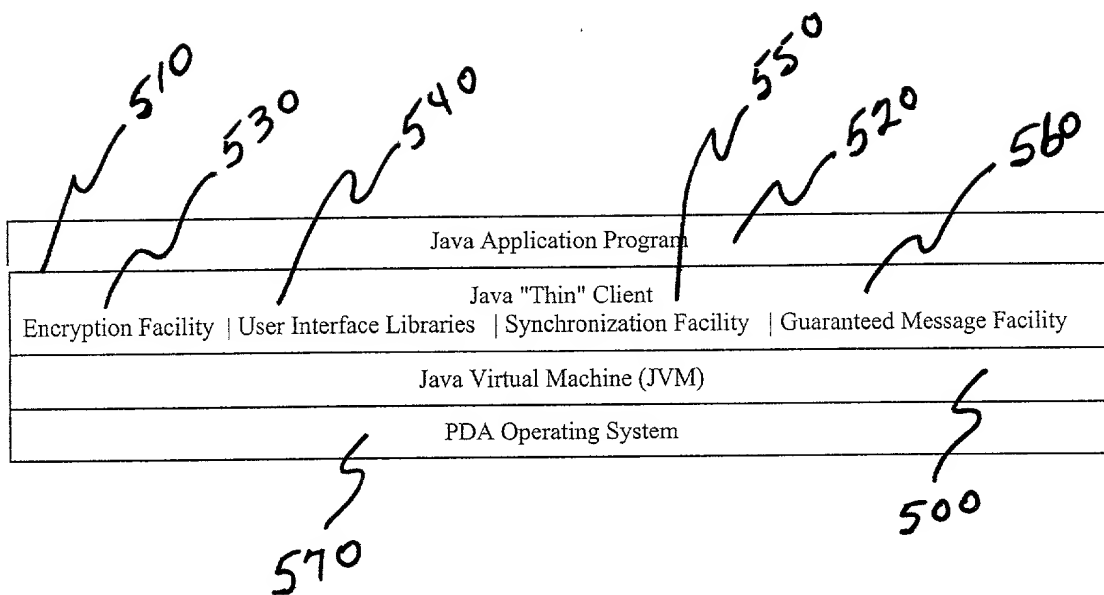 510
530
540
550
520
560
Java Application Program
Java "Thin" Client
Encryption Facility | User Interface Libraries | Synchronization Facility | Guaranteed Message Facility
Java Virtual Machine (JVM)
PDA Operating System
570
500